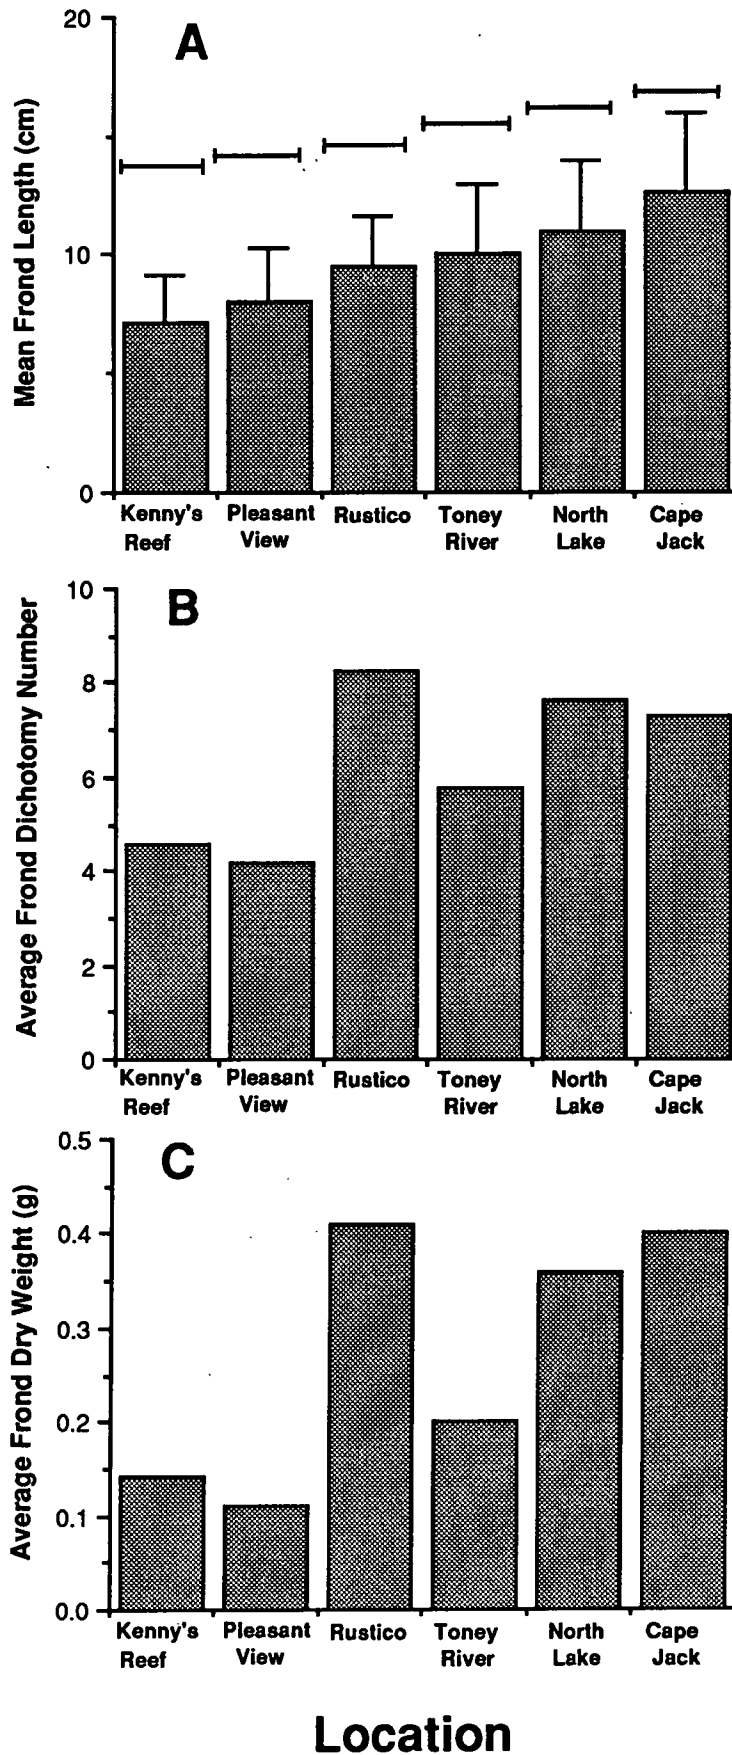 A
Mean Frond Length (cm)
20
10
0
Kenny's Pleasant Rustico Toney North Cape
Reef View River Lake Jack
B
Average Frond Dichotomy Number
10
8
6
4
2
0
Kenny's Pleasant Rustico Toney North Cape
Reef View River Lake Jack
C
Average Frond Dry Weight (g)
0.5
0.4
0.3
0.2
0.1
0.0
Kenny's Pleasant Rustico Toney North Cape
Reef View River Lake Jack
Location